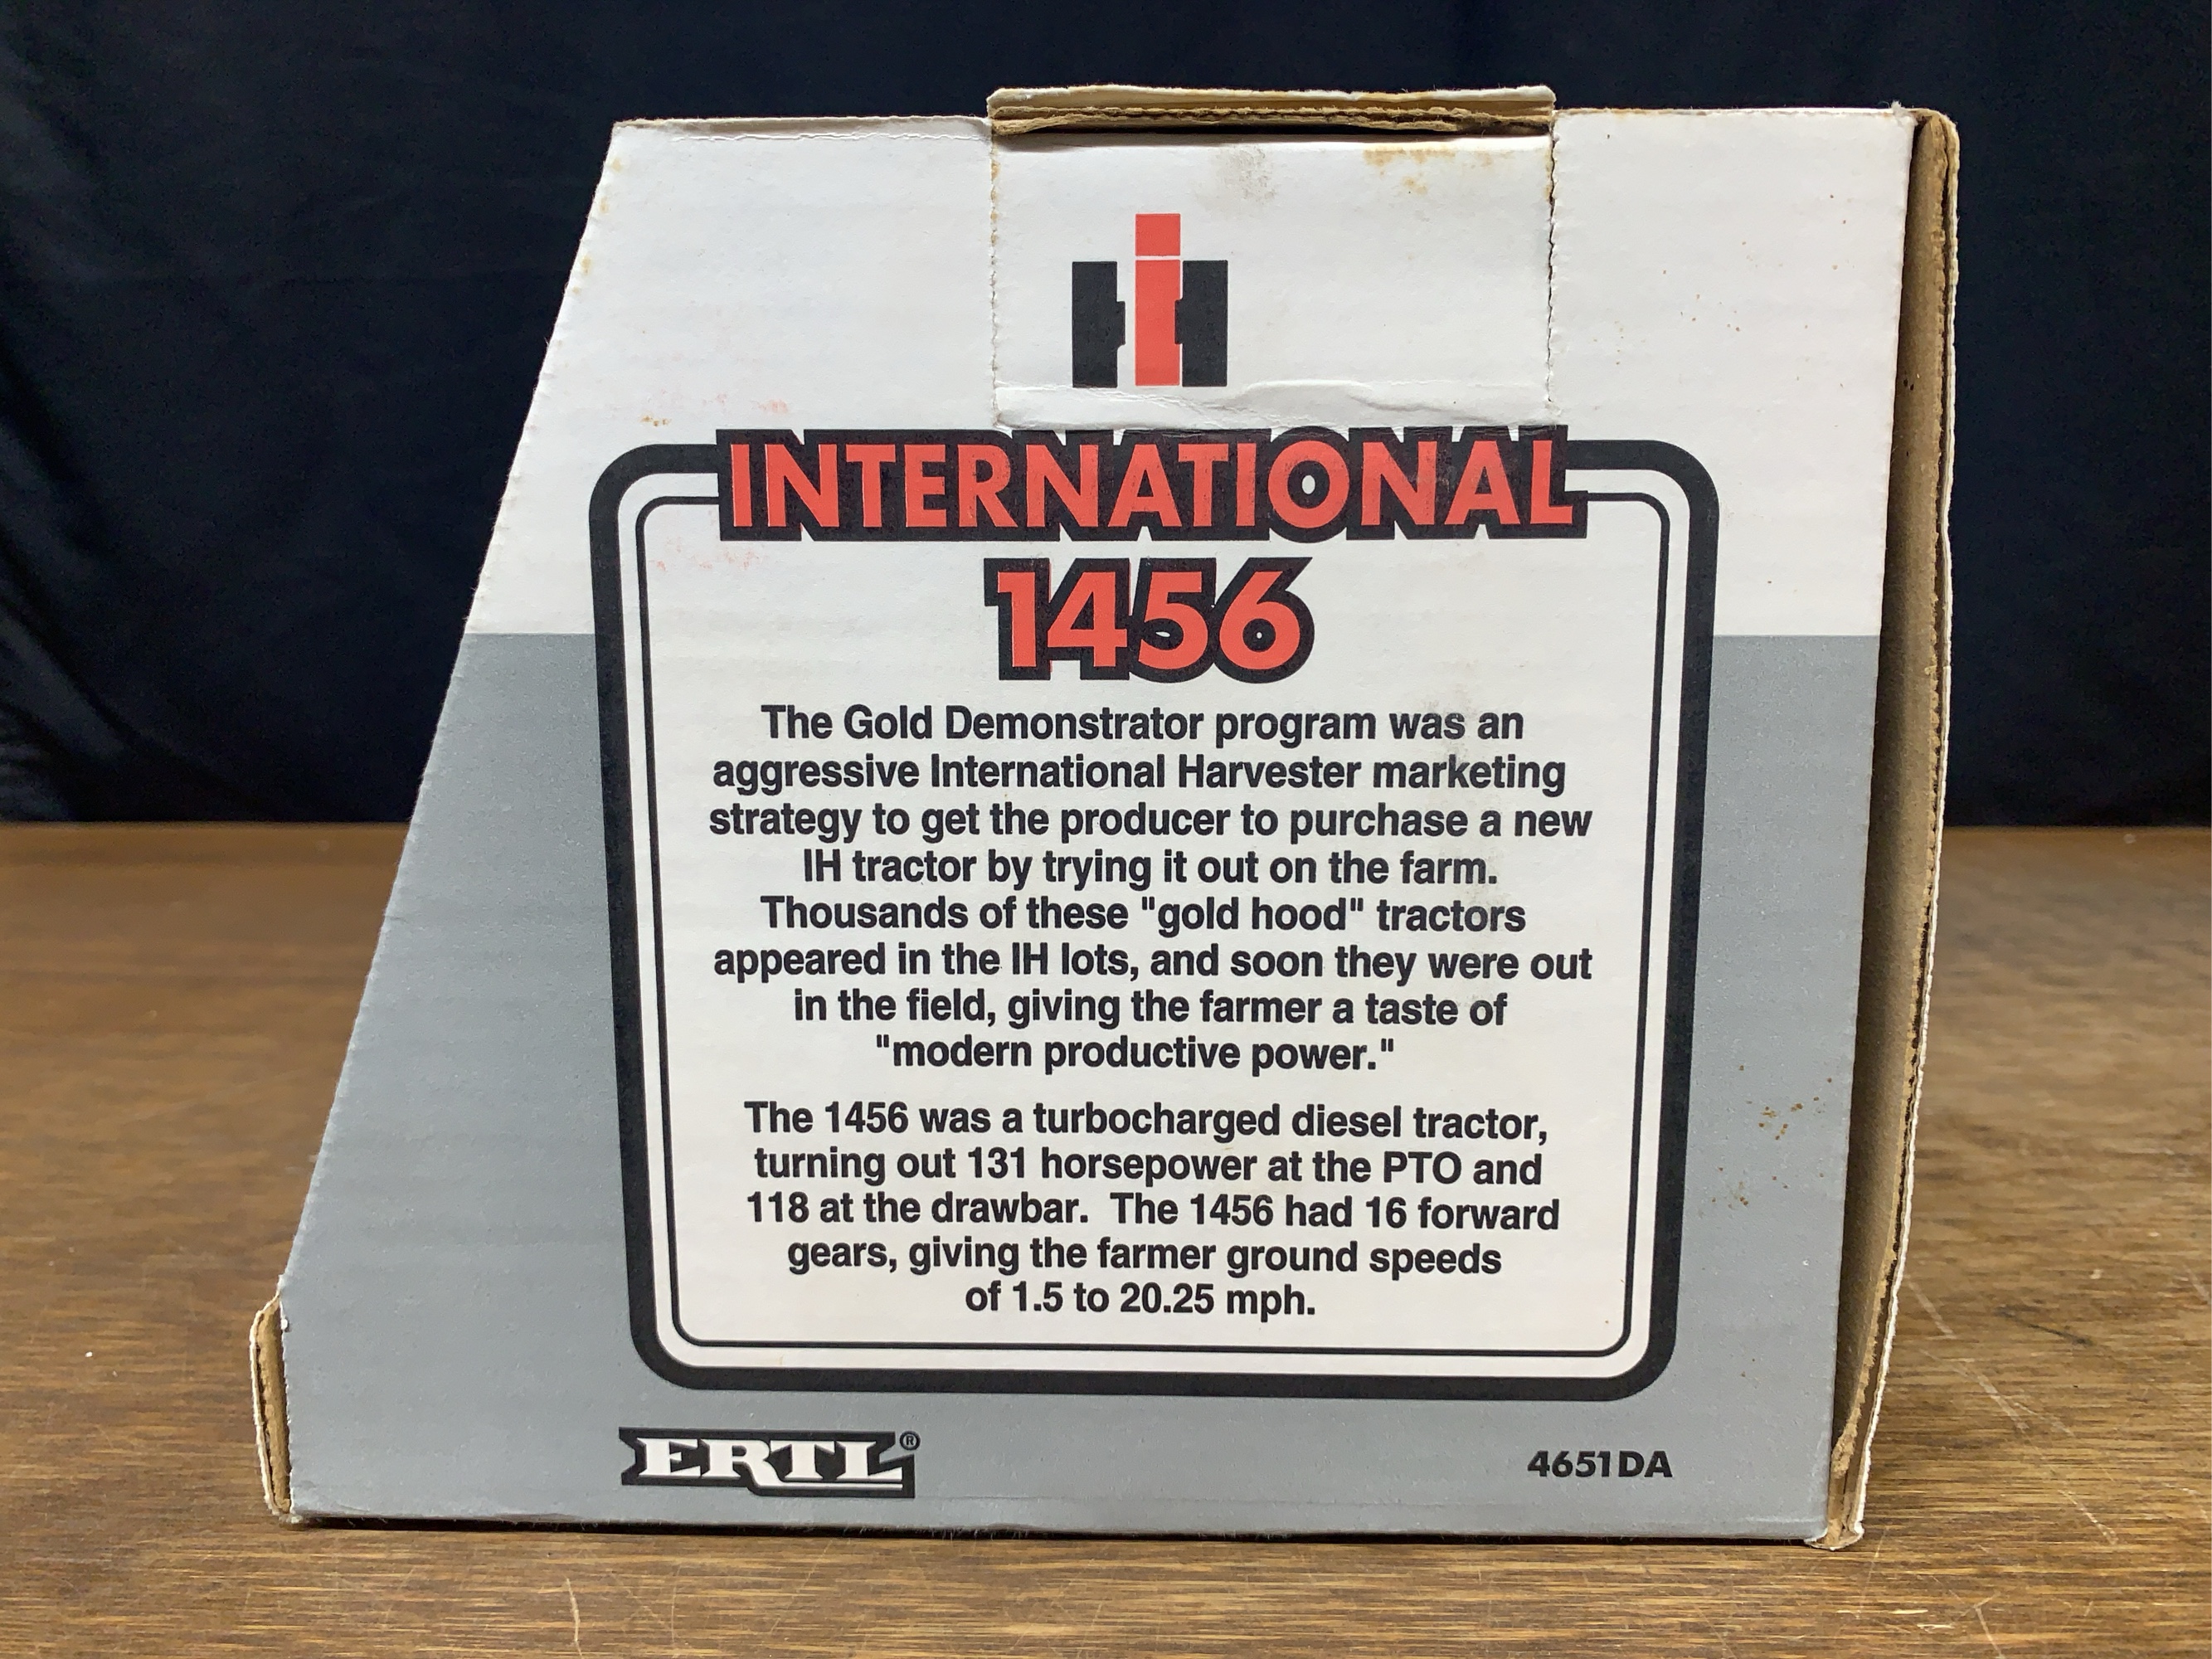 IH
INTERNATIONAL
1456
The Gold Demonstrator program was an
aggressive International Harvester marketing
strategy to get the producer to purchase a new
IH tractor by trying it out on the farm.
Thousands of these "gold hood" tractors
appeared in the IH lots, and soon they were out
in the field, giving the farmer a taste of
"modern productive power."
The 1456 was a turbocharged diesel tractor,
turning out 131 horsepower at the PTO and
118 at the drawbar.  The 1456 had 16 forward
gears, giving the farmer ground speeds
of 1.5 to 20.25 mph.
ERTL®
4651DA